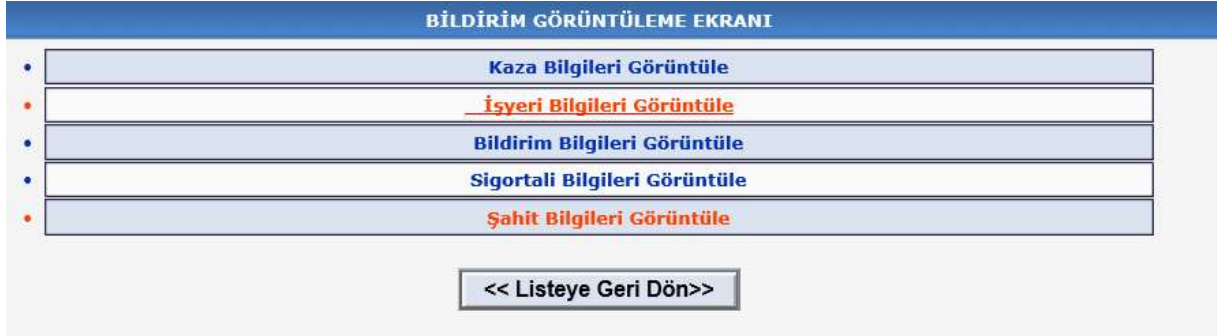 BİLDİRİM GÖRÜNTÜLEME EKRANI
Kaza Bilgileri Görüntüle
İşyeri Bilgileri Görüntüle
Bildirim Bilgileri Görüntüle
Sigortali Bilgileri Görüntüle
Şahit Bilgileri Görüntüle
<< Listeye Geri Dön>>